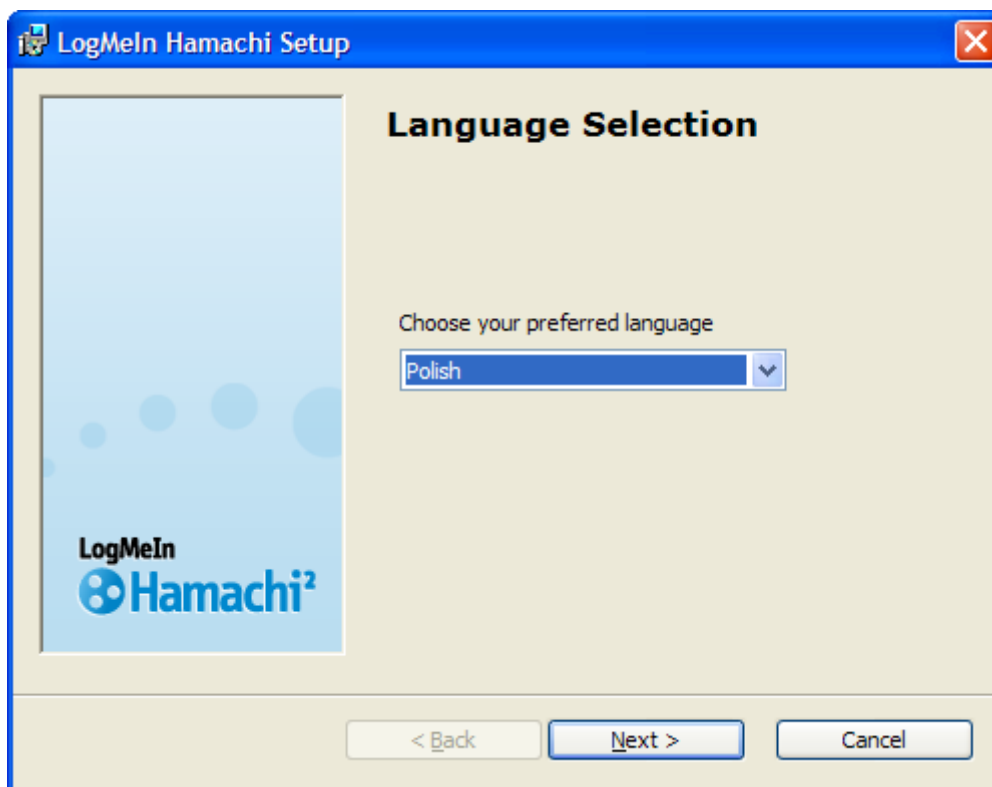 LogMeIn Hamachi Setup
Language Selection
Choose your preferred language
Polish
LogMeIn
Hamachi²
< Back
Next >
Cancel